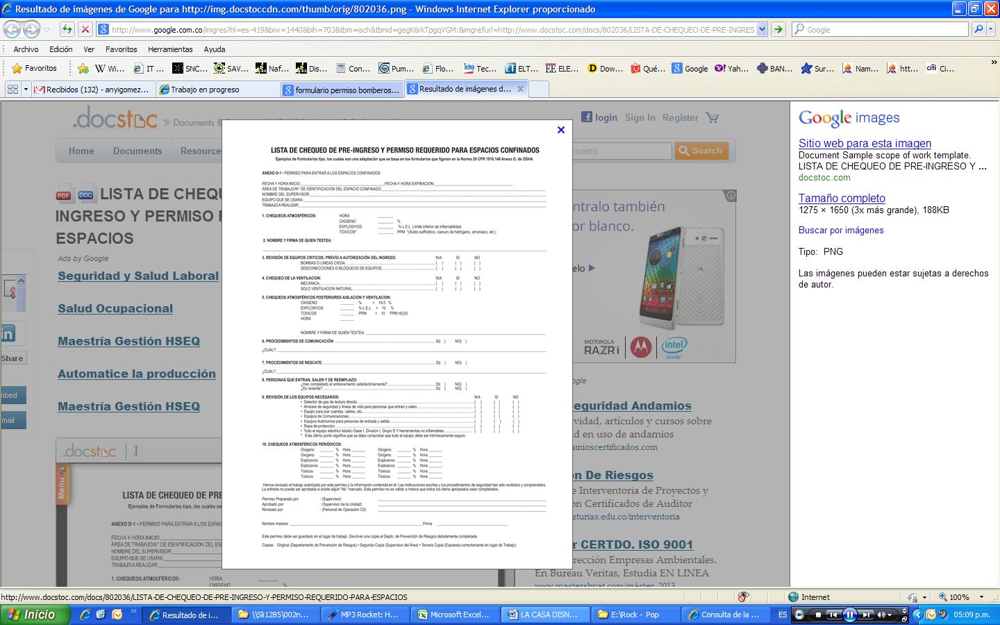 Resultado de imágenes de Google para http://img.docstoccdn.com/thumb/orig/802036.png - Windows Internet Explorer proporcionado
http://www.google.com.co/imgres?hl=es-419&biw=1440&bih=703&tbm=isch&tbnid=gegK6rkTpgqVGM:&imgrefurl=http://www.docstoc.com/docs/802036/LISTA-DE-CHEQUEO-DE-PRE-INGRES
Google
Archivo Edición Ver Favoritos Herramientas Ayuda
Favoritos Wi... IT ... SNC... SAV... Naf... Dis... Con... Pum... Flo... Tec... ELT... ELE... Dow... Qué... Google Yah... BAN... Sur... Nam... htt... Ci...
Recibidos (132) - anyigomez... Trabajo en progreso formulario permiso bomberos... Resultado de imágenes d...
.docstoc Documents &
login Sign In Register
Home Documents Resource
ments Search
LISTA DE CHEQU
INGRESO Y PERMISO R
ESPACIOS
Ads by Google
Seguridad y Salud Laboral
Salud Ocupacional
Maestría Gestión HSEQ
Automatice la producción
Maestría Gestión HSEQ
Share
mbed
mail
.docstoc
Menu
LISTA DE CHEQUEO DE PRE
Ejemplos de Formularios tipo, los cuales so
ANEXO D-1 • PERMISO PARA ENTRAR A LOS ESPAC
FECHA Y HORA INICIO:
ÁREA DE TRABAJO/N° DE IDENTIFICACION DEL ES
NOMBRE DEL SUPERVISOR
EQUIPO QUE SE USARA:
TRABAJO A REALIZAR:
1. CHEQUEOS ATMOSFÉRICOS: HORA
OXÍGENO
LISTA DE CHEQUEO DE PRE-INGRESO Y PERMISO REQUERIDO PARA ESPACIOS CONFINADOS
Ejemplos de Formularios tipo, los cuales son una adaptación que se basa en los formularios que figuran en la Norma 29 CFR 1910.146 Anexo D, de OSHA
ANEXO D-1 • PERMISO PARA ENTRAR A LOS ESPACIOS CONFINADOS
FECHA Y HORA INICIO: FECHA Y HORA EXPIRACION:
ÁREA DE TRABAJO/N° DE IDENTIFICACION DEL ESPACIO CONFINADO
NOMBRE DEL SUPERVISOR
EQUIPO QUE SE USARA:
TRABAJO A REALIZAR:
1. CHEQUEOS ATMOSFÉRICOS: HORA
OXÍGENO %
EXPLOSIVOS % L.E.L. Límite inferior de inflamabilidad
TÓXICOS* PPM *(Ácido sulfhídrico, cianuro de hidrógeno, amoniaco, etc.)
2. NOMBRE Y FIRMA DE QUIEN TESTEA:
3. REVISIÓN DE EQUIPOS CRITICOS, PREVÍO A AUTORIZACIÓN DEL INGRESO: N/A SI NO
BOMBAS O LINEAS CIEGA ( ) ( ) ( )
DESCONECCIONES O BLOQUEOS DE EQUIPOS ( ) ( ) ( )
4. CHEQUEO DE LA VENTILACION: N/A SI NO
MECANICA ( ) ( ) ( )
SOLO VENTILACION NATURAL ( ) ( ) ( )
5. CHEQUEOS ATMOSFÉRICOS POSTERIORES AISLACION Y VENTILACION:
OXIGENO % > 19.5 %
EXPLOSIVOS % L.E.L. < 10 %
TOXICOS PPM < 10 PPM H(2)S
HORA
NOMBRE Y FIRMA DE QUIEN TESTEA:
6. PROCEDIMIENTOS DE COMUNICACIÓN: SI( ) NO( )
¿CUAL?:
7. PROCEDIMIENTOS DE RESCATE: SI( ) NO( )
¿CUAL?:
8. PERSONAS QUE ENTRAN, SALEN Y DE REEMPLAZO:
¿Han completado el entrenamiento satisfactoriamente? SI( ) NO( )
¿Es reciente? SI( ) NO( )
9. REVISIÓN DE LOS EQUIPOS NECESARIOS: N/A SI NO
• Detector de gas de lectura directa ( ) ( ) ( )
• Arneses de seguridad y líneas de vida para personas que entran y salen ( ) ( ) ( )
• Equipo para izar cuerdas, cables, etc. ( ) ( ) ( )
• Equipos de Comunicaciones ( ) ( ) ( )
• Equipos Autónomos para personas de entrada y salida ( ) ( ) ( )
• Ropa de protección ( ) ( ) ( )
• Todo el equipo eléctrico listado Clase I, División I, Grupo D Y herramientas no inflamables ( ) ( ) ( )
* Este último punto significa que se debe comprobar que todo el equipo debe ser intrínsicamente seguro
10. CHEQUEOS ATMOSFÉRICOS PERIÓDICOS:
Oxígeno % Hora Oxígeno % Hora
Oxígeno % Hora Oxígeno % Hora
Explosivos % Hora Explosivos % Hora
Explosivos % Hora Explosivos % Hora
Tóxicos % Hora Tóxicos % Hora
Tóxicos % Hora Tóxicos % Hora
Hemos revisado el trabajo autorizado por este permiso y la información contenida en él. Las instrucciones escritas y los procedimientos de seguridad han sido recibidos y comprendidos.
La entrada no puede ser aprobada si existe algún "No" marcado. Este permiso no es valido a menos que todos los ítems apropiados sean completados.
Permiso Preparado por : (Supervisor)
Aprobado por : (Supervisor de la Unidad)
Revisado por : (Personal de Operación CS)
Nombre impreso Firma
Este permiso debe ser guardado en el lugar de trabajo. Devolver una copia al Depto. de Prevención de Riesgos debidamente completada.
Copias: Original (Departamento de Prevención de Riesgos) • Segunda Copia (Supervisor del Área) • Tercera Copia (Expuesta correctamente en lugar de Trabajo)
ntralo también
or blanco.
elo
MOTOROLA
RAZR i
intel
inside
ogle
eguridad Andamios
ividad, artículos y cursos sobre
d en uso de andamios
amioscertificados.com
n De Riesgos
e Interventoria de Proyectos y
on Certificados de Auditor
sturias.edu.co/interventoria
r CERTDO. ISO 9001
rección Empresas Ambientales.
En Bureau Veritas, Estudia EN LINEA
www.mastersbvat.com/máster_2013
Google images
Sitio web para esta imagen
Document Sample scope of work template.
LISTA DE CHEQUEO DE PRE-INGRESO Y ...
docstoc.com
Tamaño completo
1275 × 1650 (3x más grande), 188KB
Buscar por imágenes
Tipo: PNG
Las imágenes pueden estar sujetas a derechos
de autor.
http://www.docstoc.com/docs/802036/LISTA-DE-CHEQUEO-DE-PRE-INGRESO-Y-PERMISO-REQUERIDO-PARA-ESPACIOS
Internet 100%
Inicio Resultado de i... \\Sli1285\002n... MP3 Rocket: H... Microsoft Excel... LA CASA DISN... E:\Rock - Pop Consulta de la ... ES 05:09 p.m.